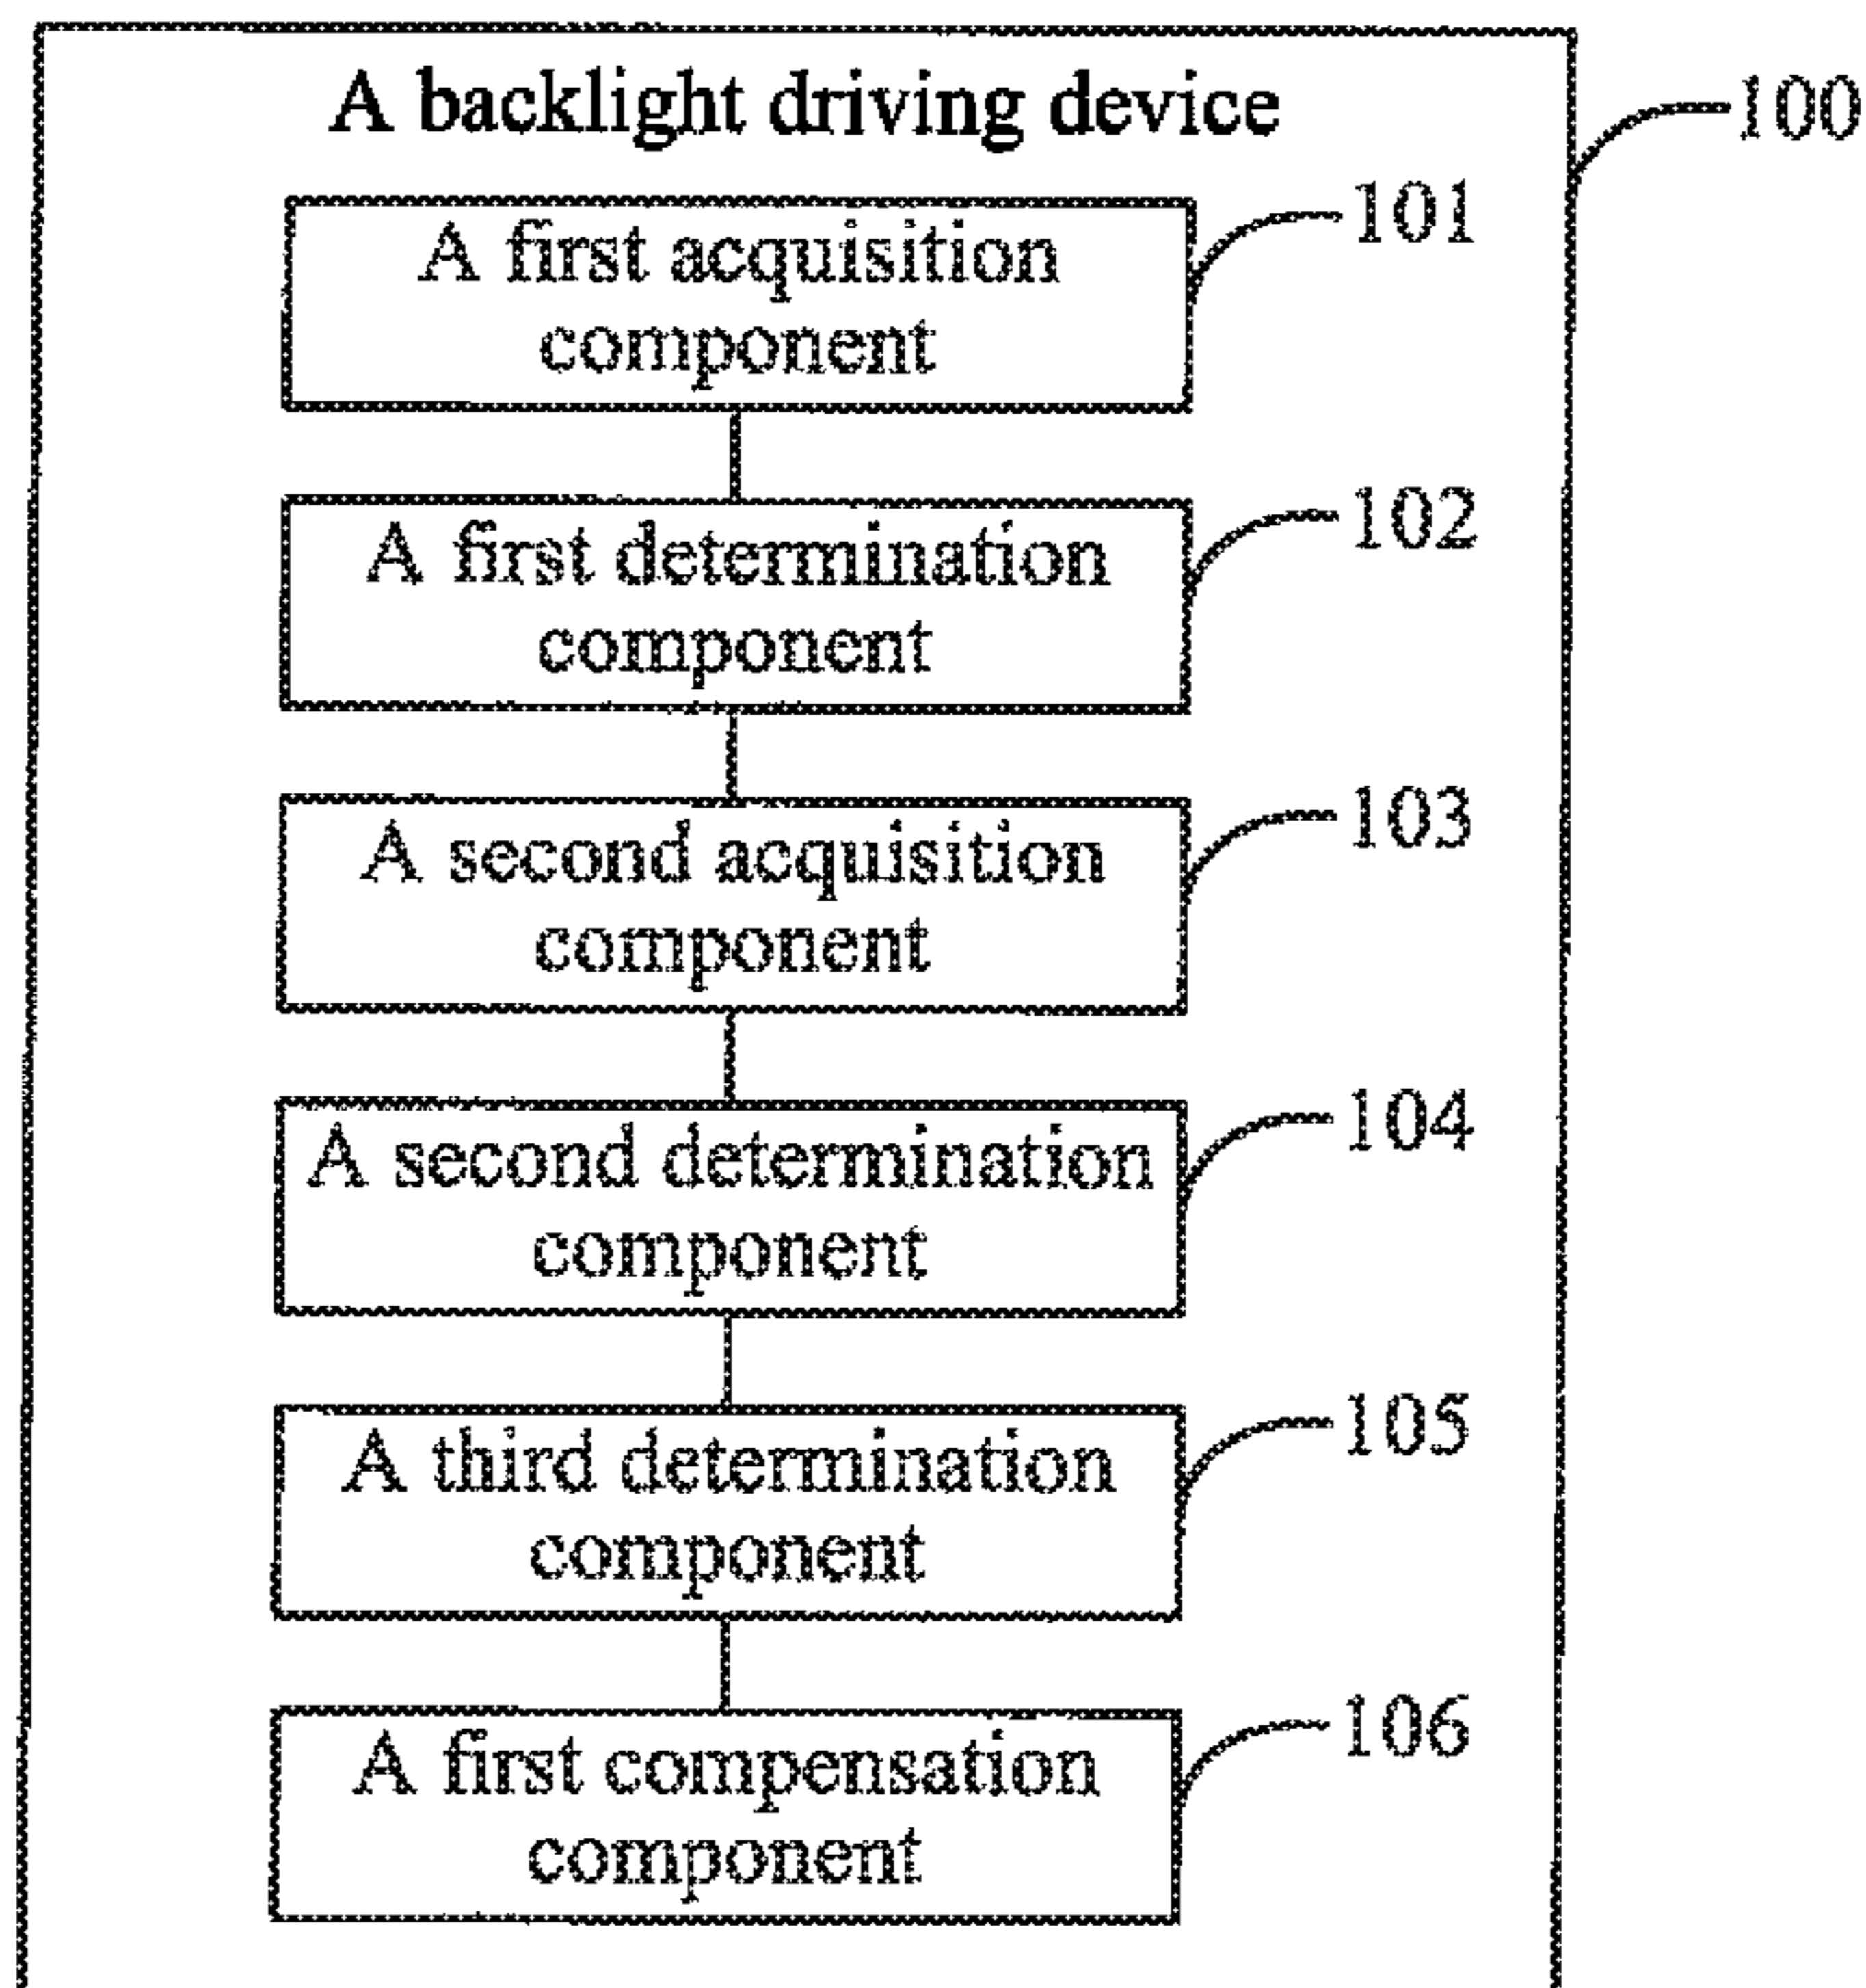 A backlight driving device
100
A first acquisition
component
101
A first determination
component
102
A second acquisition
component
103
A second determination
component
104
A third determination
component
105
A first compensation
component
106